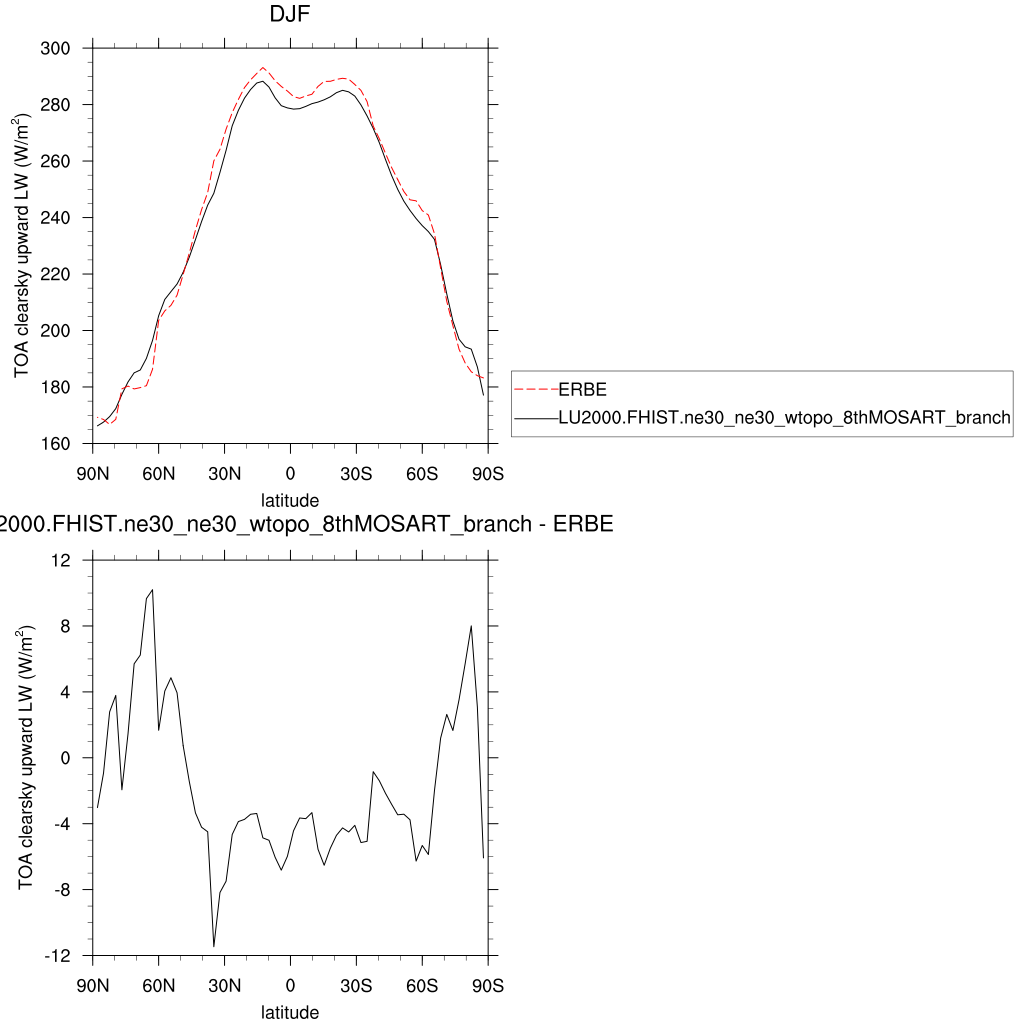 DJF
300
280
260
240
220
200
180
160
TOA clearsky upward LW (W/m²)
90N 60N 30N 0 30S 60S 90S
latitude
ERBE
LU2000.FHIST.ne30_ne30_wtopo_8thMOSART_branch
2000.FHIST.ne30_ne30_wtopo_8thMOSART_branch - ERBE
12
8
4
0
-4
-8
-12
TOA clearsky upward LW (W/m²)
90N 60N 30N 0 30S 60S 90S
latitude